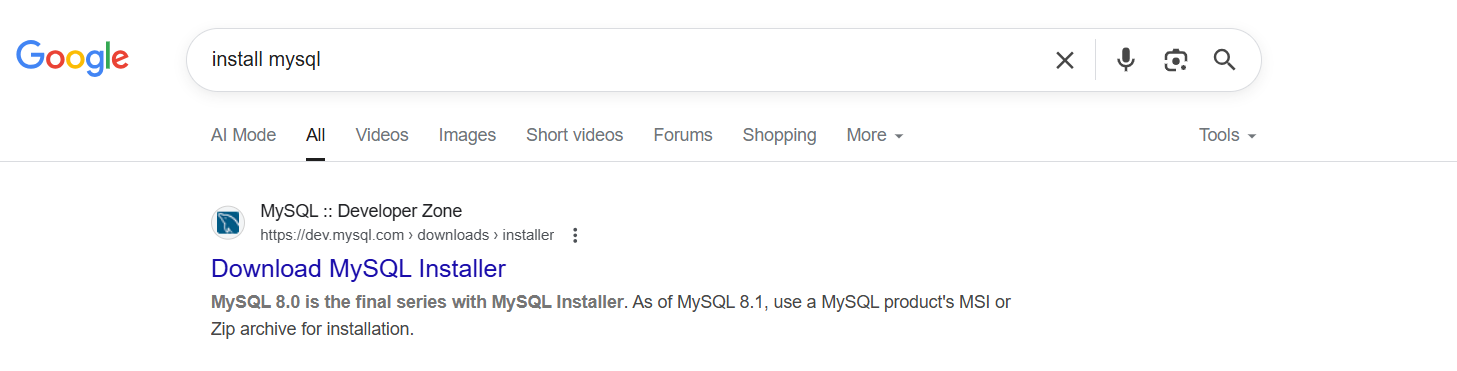 Google
install mysql
AI Mode All Videos Images Short videos Forums Shopping More Tools
MySQL :: Developer Zone
https://dev.mysql.com › downloads › installer
Download MySQL Installer
MySQL 8.0 is the final series with MySQL Installer. As of MySQL 8.1, use a MySQL product's MSI or
Zip archive for installation.